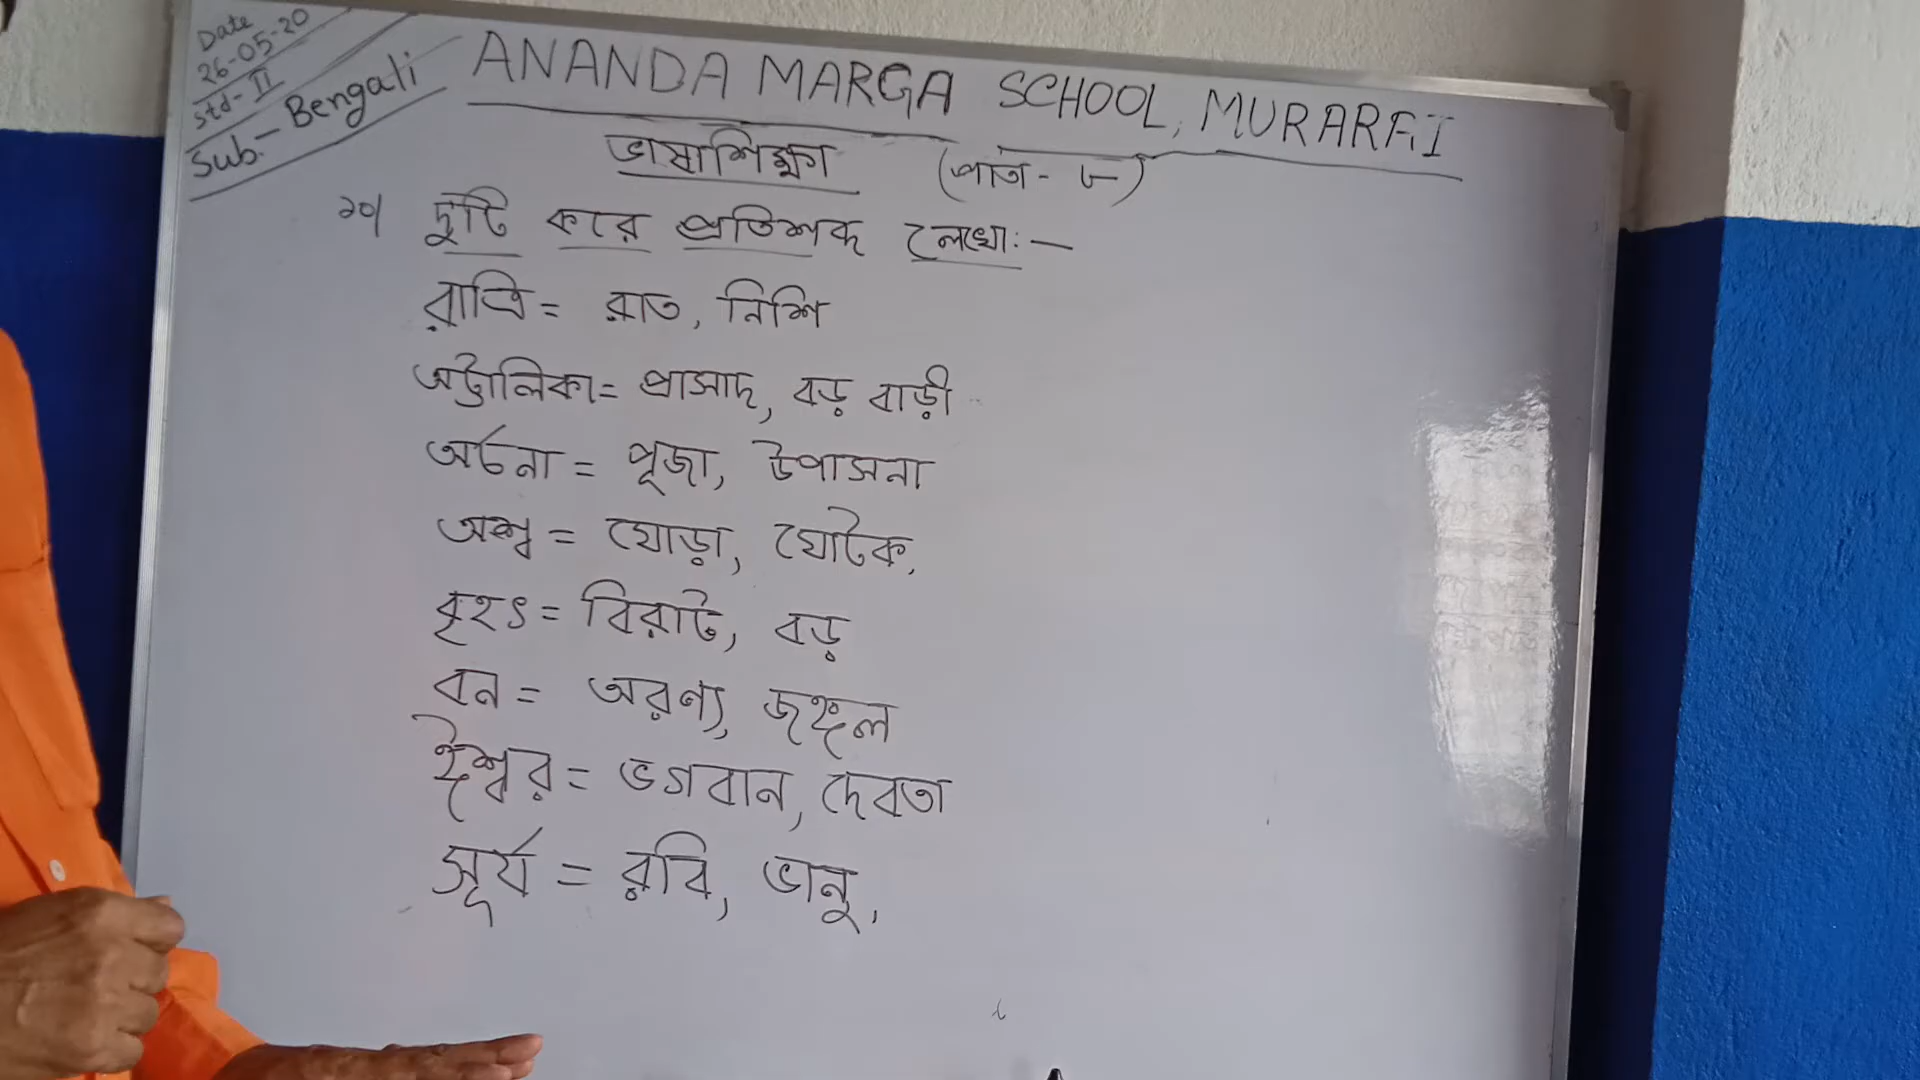 Date
26-05-20
Std- II
Sub.- Bengali
ANANDA MARGA SCHOOL, MURARAI
ভাষাশিক্ষা (পাতা- ৮)
১০। দুটি করে প্রতিশব্দ লেখো:—
রাত্রি = রাত, নিশি
অট্টালিকা= প্রাসাদ, বড় বাড়ী
অর্চনা = পূজা, উপাসনা
অশ্ব = ঘোড়া, ঘোটক,
বৃহৎ = বিরাট, বড়
বন = অরণ্য, জঙ্গল
ঈশ্বর = ভগবান, দেবতা
সূর্য = রবি, ভানু,